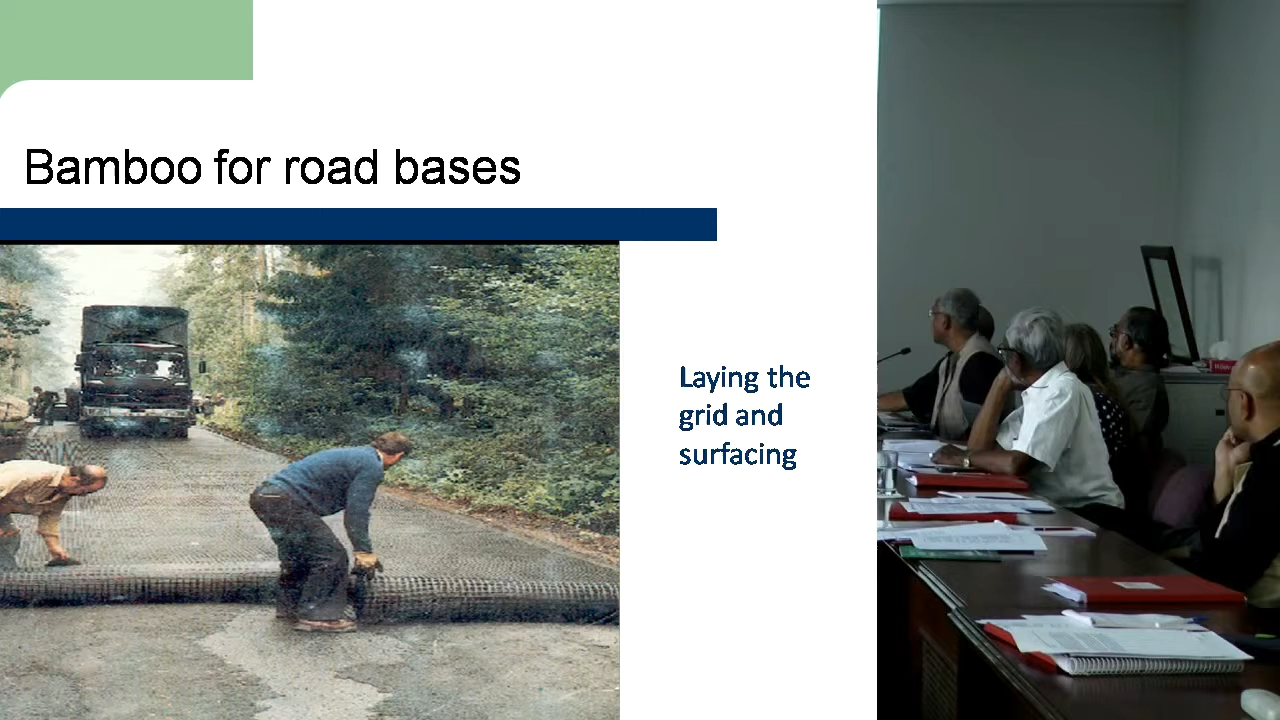 Bamboo for road bases
Laying the
grid and
surfacing